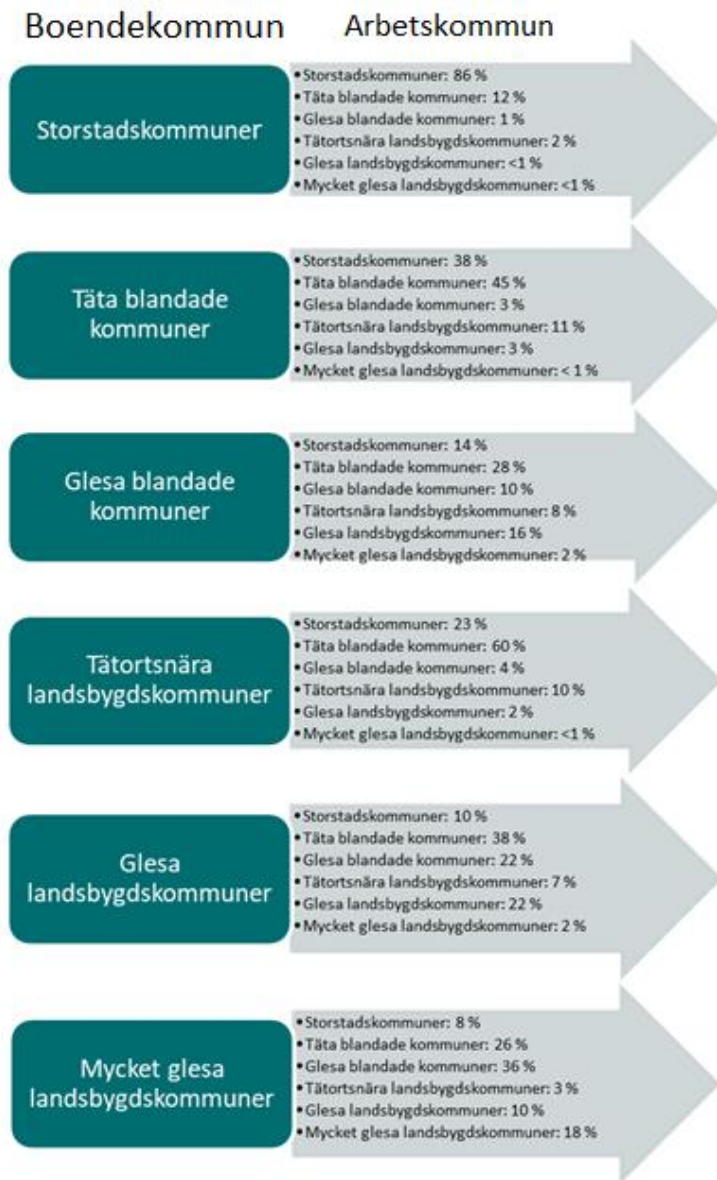 Boendekommun
Arbetskommun
Storstadskommuner
•Storstadskommuner: 86 %
•Täta blandade kommuner: 12 %
•Glesa blandade kommuner: 1 %
•Tätortsnära landsbygdskommuner: 2 %
•Glesa landsbygdskommuner: <1 %
•Mycket glesa landsbygdskommuner: <1 %
Täta blandade
kommuner
•Storstadskommuner: 38 %
•Täta blandade kommuner: 45 %
•Glesa blandade kommuner: 3 %
•Tätortsnära landsbygdskommuner: 11 %
•Glesa landsbygdskommuner: 3 %
•Mycket glesa landsbygdskommuner: < 1 %
Glesa blandade
kommuner
•Storstadskommuner: 14 %
•Täta blandade kommuner: 28 %
•Glesa blandade kommuner: 10 %
•Tätortsnära landsbygdskommuner: 8 %
•Glesa landsbygdskommuner: 16 %
•Mycket glesa landsbygdskommuner: 2 %
Tätortsnära
landsbygdskommuner
•Storstadskommuner: 23 %
•Täta blandade kommuner: 60 %
•Glesa blandade kommuner: 4 %
•Tätortsnära landsbygdskommuner: 10 %
•Glesa landsbygdskommuner: 2 %
•Mycket glesa landsbygdskommuner: <1 %
Glesa
landsbygdskommuner
•Storstadskommuner: 10 %
•Täta blandade kommuner: 38 %
•Glesa blandade kommuner: 22 %
•Tätortsnära landsbygdskommuner: 7 %
•Glesa landsbygdskommuner: 22 %
•Mycket glesa landsbygdskommuner: 2 %
Mycket glesa
landsbygdskommuner
•Storstadskommuner: 8 %
•Täta blandade kommuner: 26 %
•Glesa blandade kommuner: 36 %
•Tätortsnära landsbygdskommuner: 3 %
•Glesa landsbygdskommuner: 10 %
•Mycket glesa landsbygdskommuner: 18 %